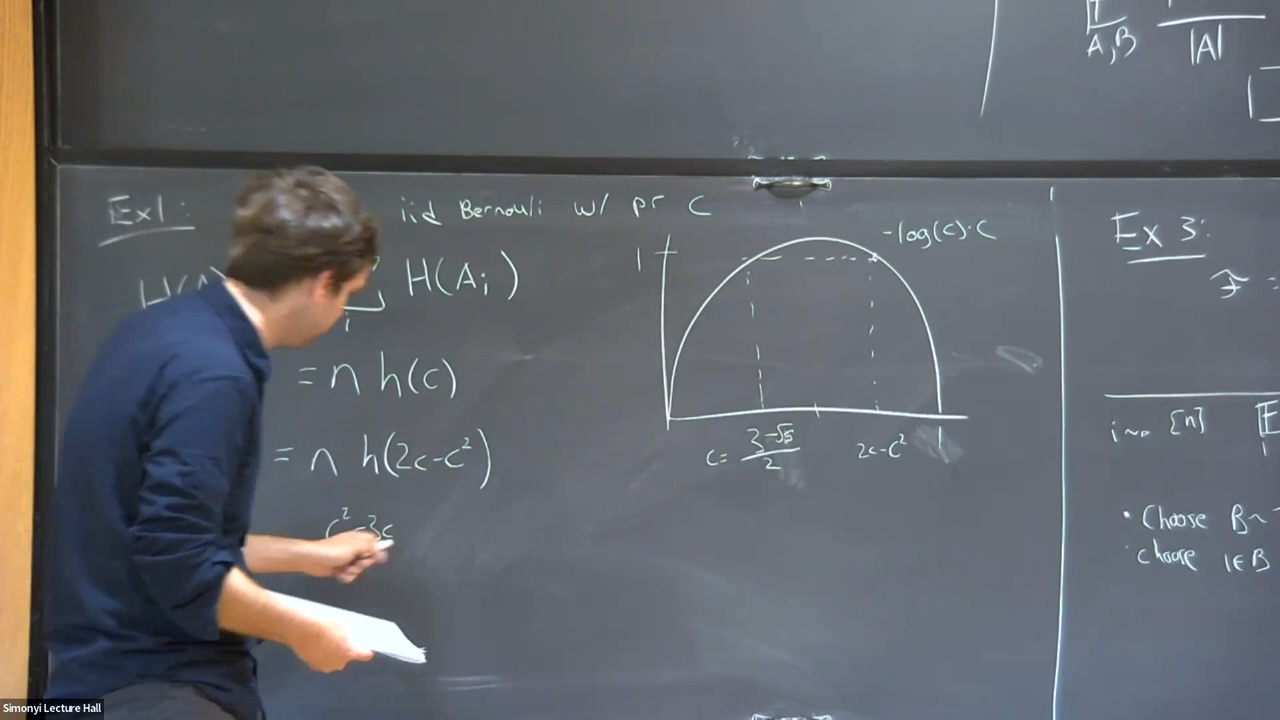 A,B
|A|
Ex1:
iid Bernouli w/ pr C
H(A_i)
i
= n h(c)
= n h(2c-c²)
c² -3c
1
-log(c)·c
c= 3-√5 / 2
2c-c²
1
Ex 3:
F =
i~ [n]
• Choose B~
• choose i∈B
Simonyi Lecture Hall